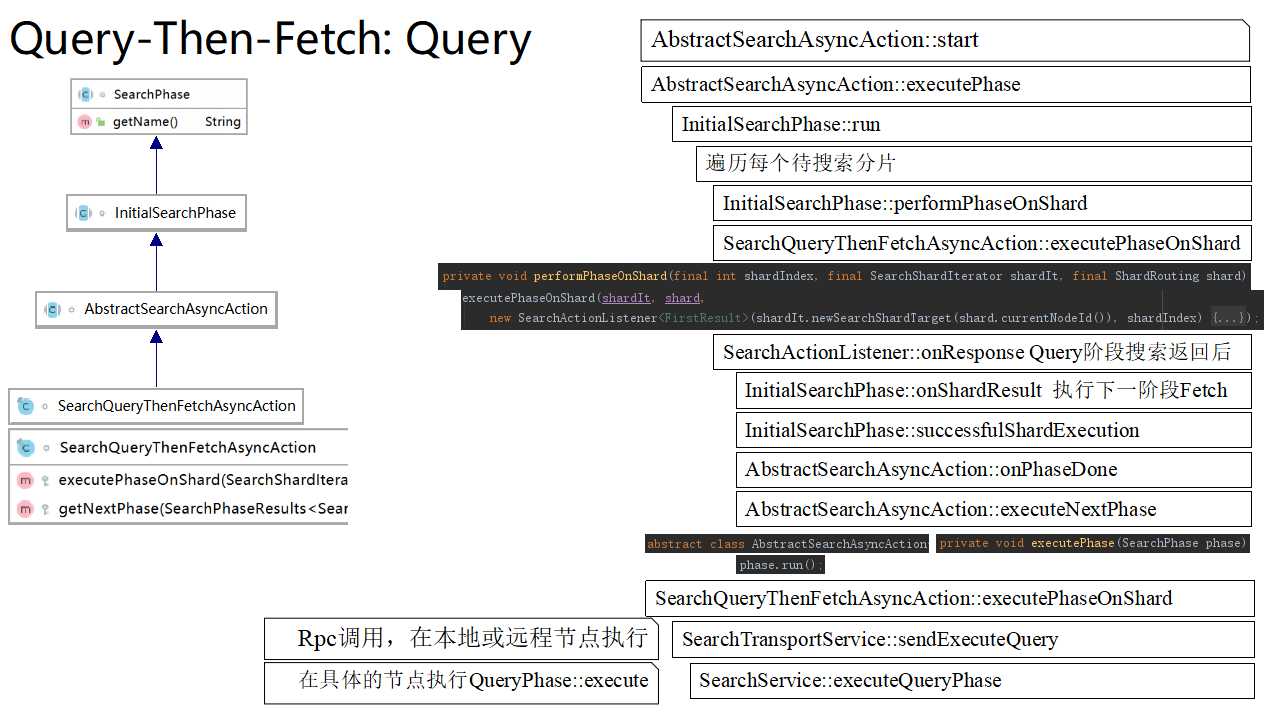 Query-Then-Fetch: Query
SearchPhase
getName() String
InitialSearchPhase
AbstractSearchAsyncAction
SearchQueryThenFetchAsyncAction
SearchQueryThenFetchAsyncAction
executePhaseOnShard(SearchShardItera
getNextPhase(SearchPhaseResults<Sear
AbstractSearchAsyncAction::start
AbstractSearchAsyncAction::executePhase
InitialSearchPhase::run
遍历每个待搜索分片
InitialSearchPhase::performPhaseOnShard
SearchQueryThenFetchAsyncAction::executePhaseOnShard
private void performPhaseOnShard(final int shardIndex, final SearchShardIterator shardIt, final ShardRouting shard)
executePhaseOnShard(shardIt, shard,
new SearchActionListener<FirstResult>(shardIt.newSearchShardTarget(shard.currentNodeId()), shardIndex) {...});
SearchActionListener::onResponse Query阶段搜索返回后
InitialSearchPhase::onShardResult 执行下一阶段Fetch
InitialSearchPhase::successfulShardExecution
AbstractSearchAsyncAction::onPhaseDone
AbstractSearchAsyncAction::executeNextPhase
abstract class AbstractSearchAsyncAction
private void executePhase(SearchPhase phase)
phase.run();
SearchQueryThenFetchAsyncAction::executePhaseOnShard
Rpc调用，在本地或远程节点执行
SearchTransportService::sendExecuteQuery
在具体的节点执行QueryPhase::execute
SearchService::executeQueryPhase